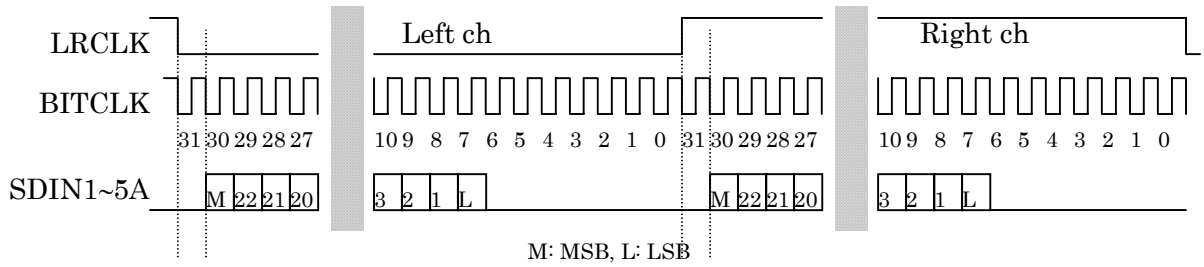 LRCLK Left ch Right ch
BITCLK
31 30 29 28 27 10 9 8 7 6 5 4 3 2 1 0 31 30 29 28 27 10 9 8 7 6 5 4 3 2 1 0
SDIN1~5A M 22 21 20 3 2 1 L M 22 21 20 3 2 1 L
M: MSB, L: LSB